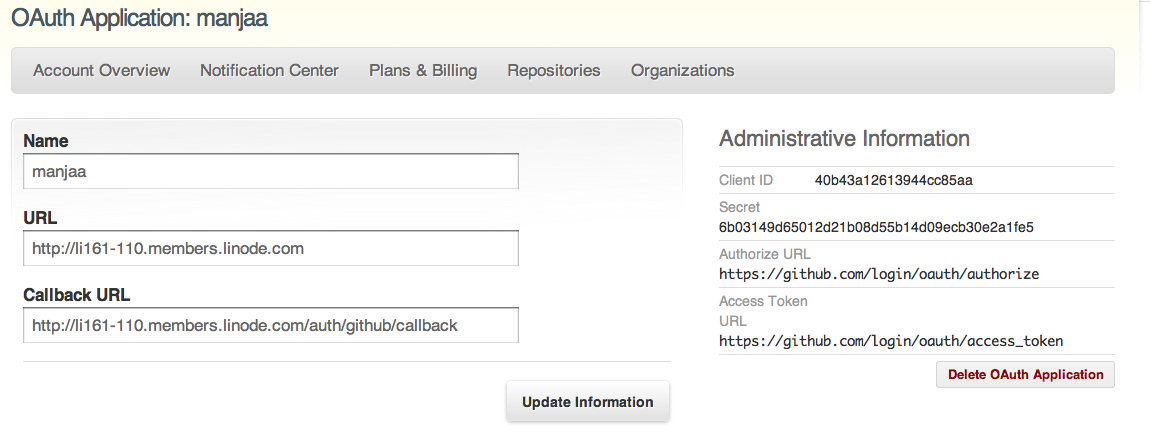 OAuth Application: manjaa
Account Overview Notification Center Plans & Billing Repositories Organizations
Name
manjaa
URL
http://li161-110.members.linode.com
Callback URL
http://li161-110.members.linode.com/auth/github/callback
Update Information
Administrative Information
Client ID 40b43a12613944cc85aa
Secret
6b03149d65012d21b08d55b14d09ecb30e2a1fe5
Authorize URL
https://github.com/login/oauth/authorize
Access Token
URL
https://github.com/login/oauth/access_token
Delete OAuth Application